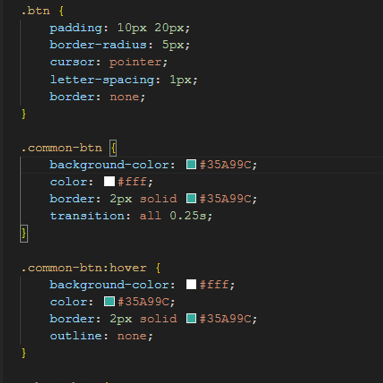 .btn {
    padding: 10px 20px;
    border-radius: 5px;
    cursor: pointer;
    letter-spacing: 1px;
    border: none;
}
.common-btn {
    background-color: #35A99C;
    color: #fff;
    border: 2px solid #35A99C;
    transition: all 0.25s;
}
.common-btn:hover {
    background-color: #fff;
    color: #35A99C;
    border: 2px solid #35A99C;
    outline: none;
}